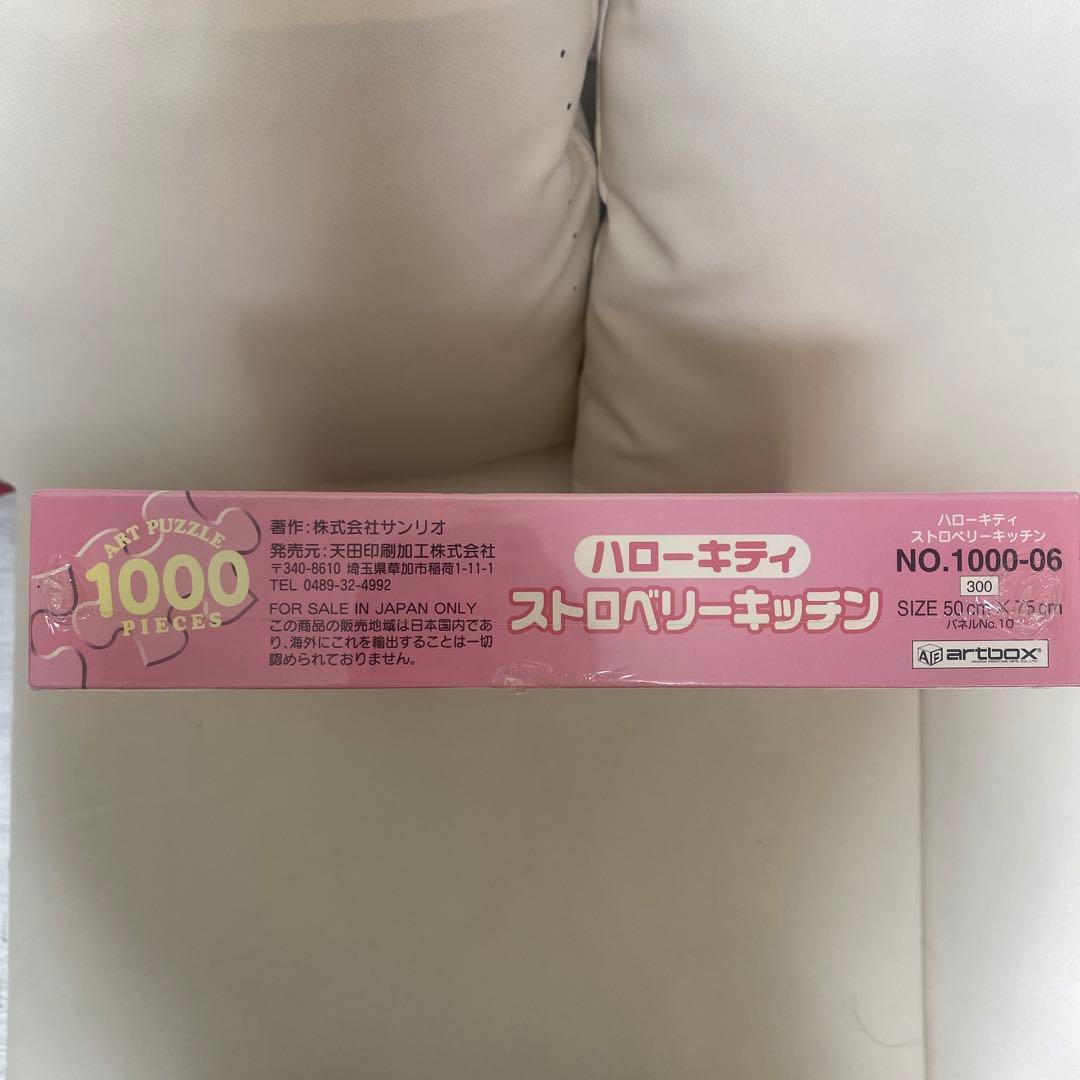 ART PUZZLE
1000
PIECES
著作:株式会社サンリオ
発売元:天田印刷加工株式会社
〒340-8610 埼玉県草加市稲荷1-11-1
TEL 0489-32-4992
FOR SALE IN JAPAN ONLY
この商品の販売地域は日本国内であ
り、海外にこれを輸出することは一切
認められておりません。
ハローキティ
ストロベリーキッチン
ハローキティ
ストロベリーキッチン
NO.1000-06
300
SIZE 50cm×75cm
パネルNo.10
artbox®
AMADA PRINTING MFG. CO., LTD